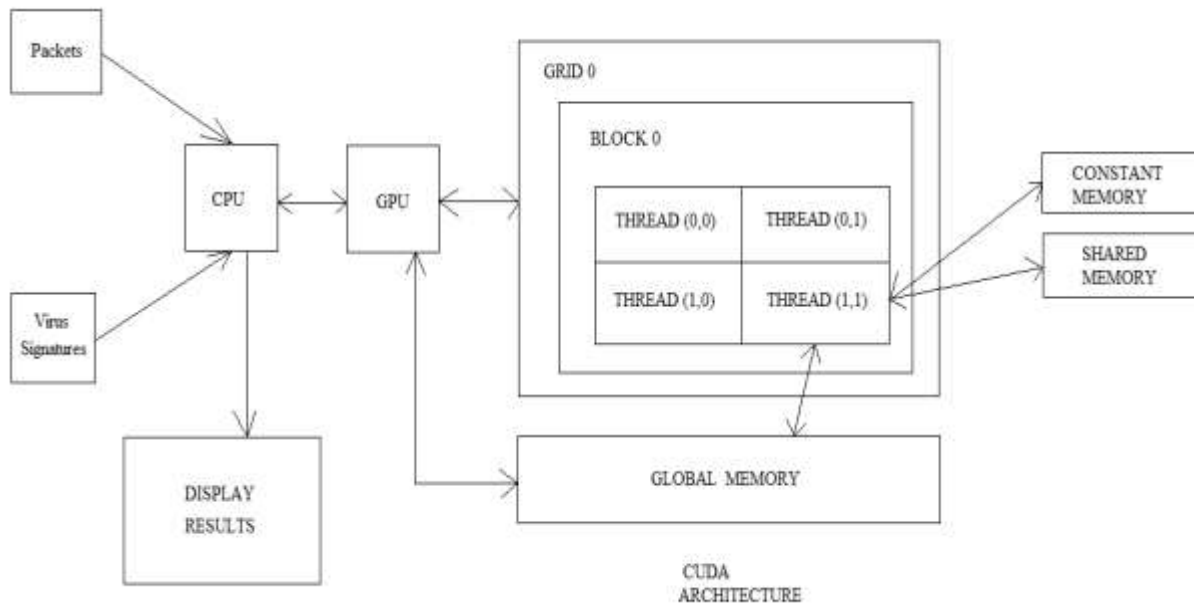 Packets
GRID 0
BLOCK 0
CPU
GPU
THREAD (0,0)
THREAD (0,1)
THREAD (1,0)
THREAD (1,1)
CONSTANT
MEMORY
SHARED
MEMORY
Virus
Signatures
DISPLAY
RESULTS
GLOBAL MEMORY
CUDA
ARCHITECTURE